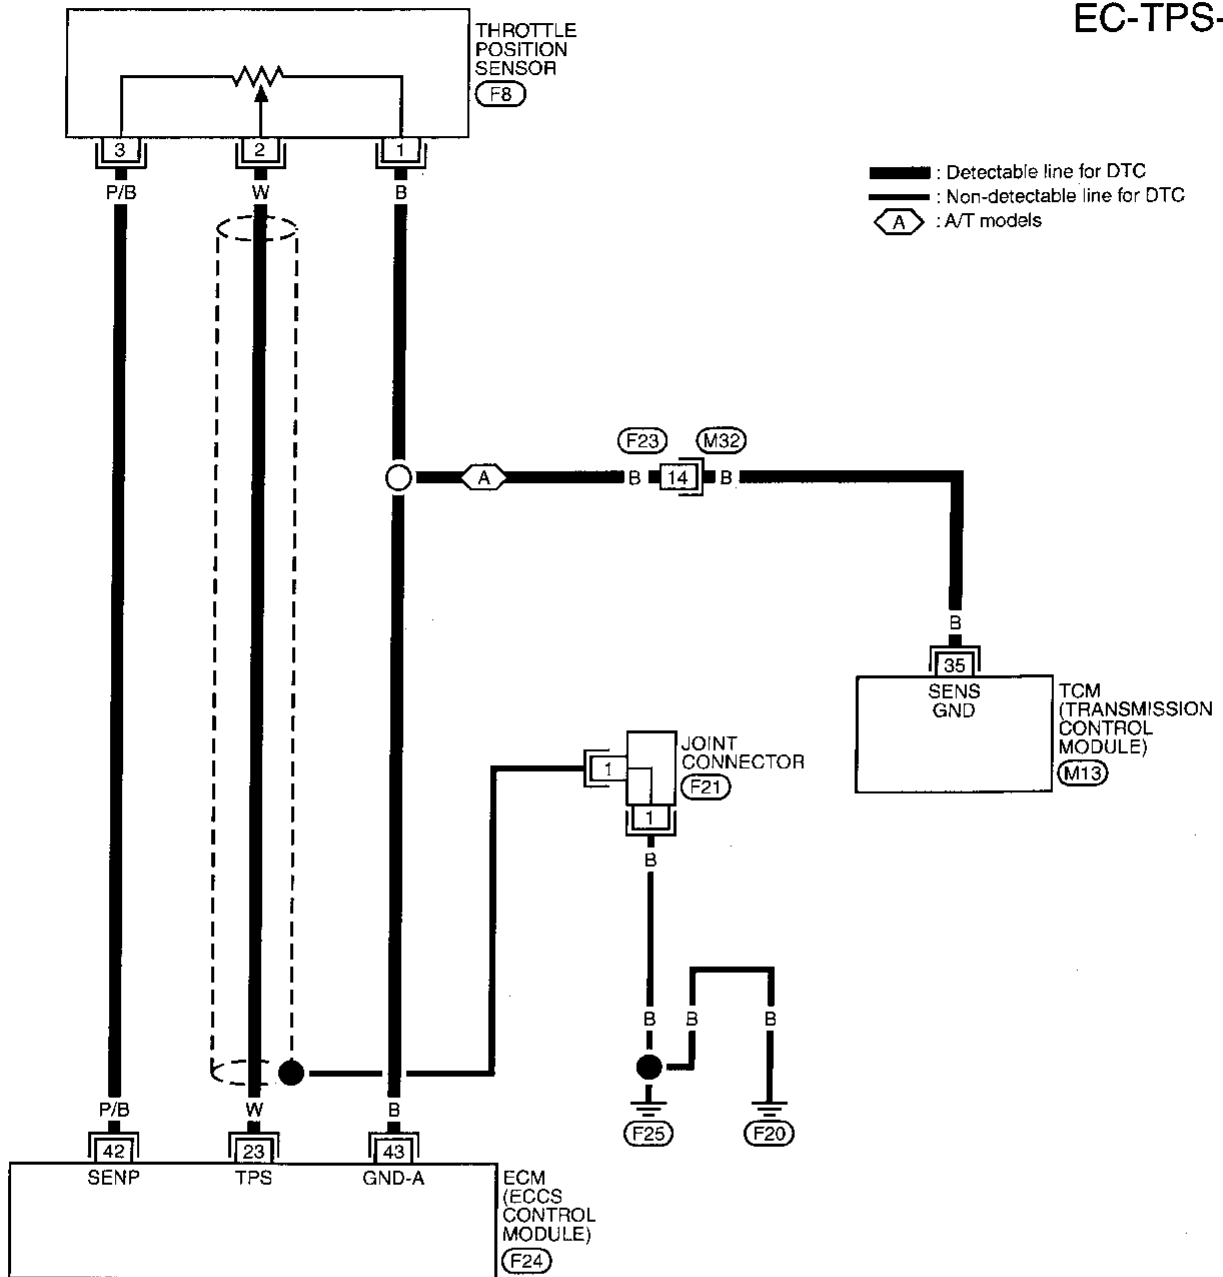 EC-TPS-
THROTTLE
POSITION
SENSOR
F8
3 2 1
P/B W B
: Detectable line for DTC
: Non-detectable line for DTC
A : A/T models
F23 M32
A B 14 B
B
35
SENS
GND
TCM
(TRANSMISSION
CONTROL
MODULE)
M13
JOINT
CONNECTOR
F21
1
1
B
B B B
F25 F20
P/B W B
42 23 43
SENP TPS GND-A
ECM
(ECCS
CONTROL
MODULE)
F24